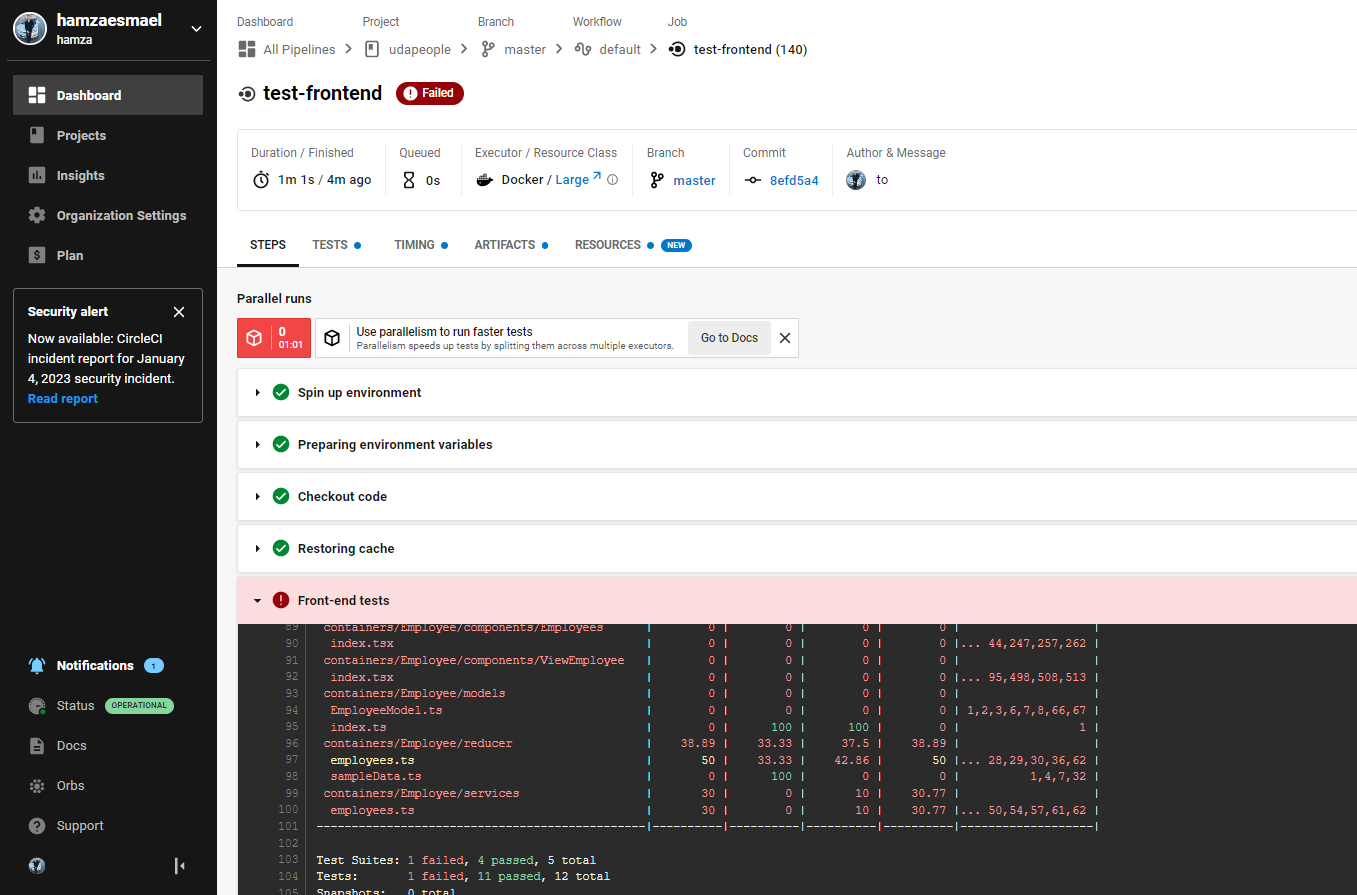 hamzaesmael
hamza
Dashboard
Projects
Insights
Organization Settings
Plan
Security alert
Now available: CircleCI
incident report for January
4, 2023 security incident.
Read report
Notifications 1
Status OPERATIONAL
Docs
Orbs
Support
Dashboard Project Branch Workflow Job
All Pipelines udapeople master default test-frontend (140)
test-frontend Failed
Duration / Finished Queued Executor / Resource Class Branch Commit Author & Message
1m 1s / 4m ago 0s Docker / Large master 8efd5a4 to
STEPS TESTS TIMING ARTIFACTS RESOURCES NEW
Parallel runs
0
01:01
Use parallelism to run faster tests
Parallelism speeds up tests by splitting them across multiple executors.
Go to Docs
Spin up environment
Preparing environment variables
Checkout code
Restoring cache
Front-end tests
89 containers/Employee/components/Employees | 0 | 0 | 0 | 0 | |
90 index.tsx | 0 | 0 | 0 | 0 |... 44,247,257,262 |
91 containers/Employee/components/ViewEmployee | 0 | 0 | 0 | 0 | |
92 index.tsx | 0 | 0 | 0 | 0 |... 95,498,508,513 |
93 containers/Employee/models | 0 | 0 | 0 | 0 | |
94 EmployeeModel.ts | 0 | 0 | 0 | 0 | 1,2,3,6,7,8,66,67 |
95 index.ts | 0 | 100 | 100 | 0 | 1 |
96 containers/Employee/reducer | 38.89 | 33.33 | 37.5 | 38.89 | |
97 employees.ts | 50 | 33.33 | 42.86 | 50 |... 28,29,30,36,62 |
98 sampleData.ts | 0 | 100 | 0 | 0 | 1,4,7,32 |
99 containers/Employee/services | 30 | 0 | 10 | 30.77 | |
100 employees.ts | 30 | 0 | 10 | 30.77 |... 50,54,57,61,62 |
101 -----------------------------------------------|----------|----------|----------|----------|-------------------|
102
103 Test Suites: 1 failed, 4 passed, 5 total
104 Tests: 1 failed, 11 passed, 12 total
105 Snapshots: 0 total